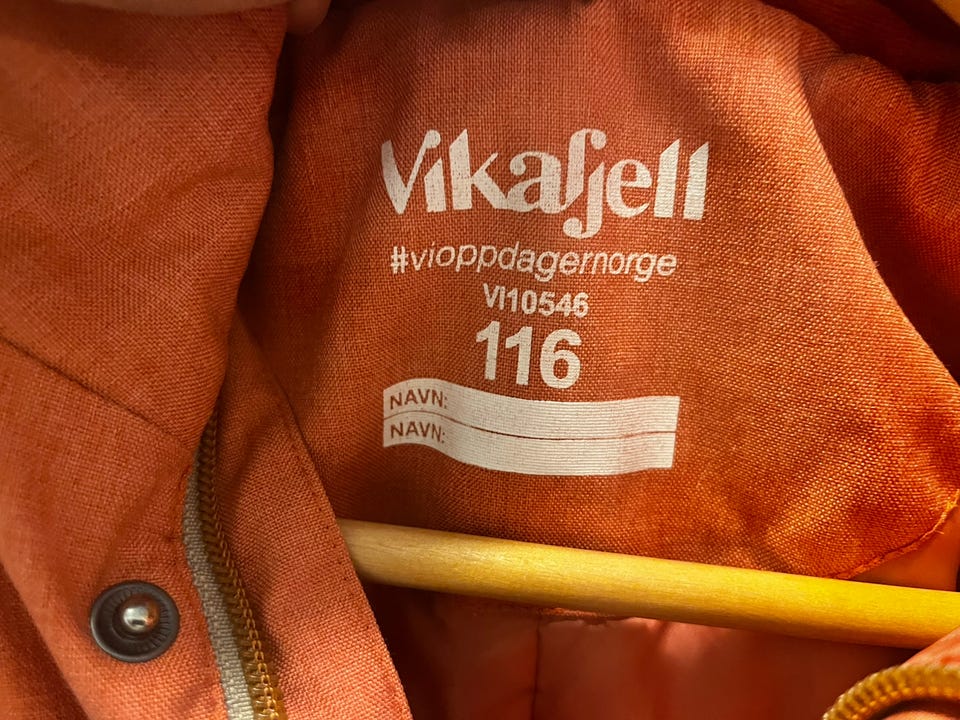 Vikafjell
#vioppdagernorge
VI10546
116
NAVN:
NAVN: